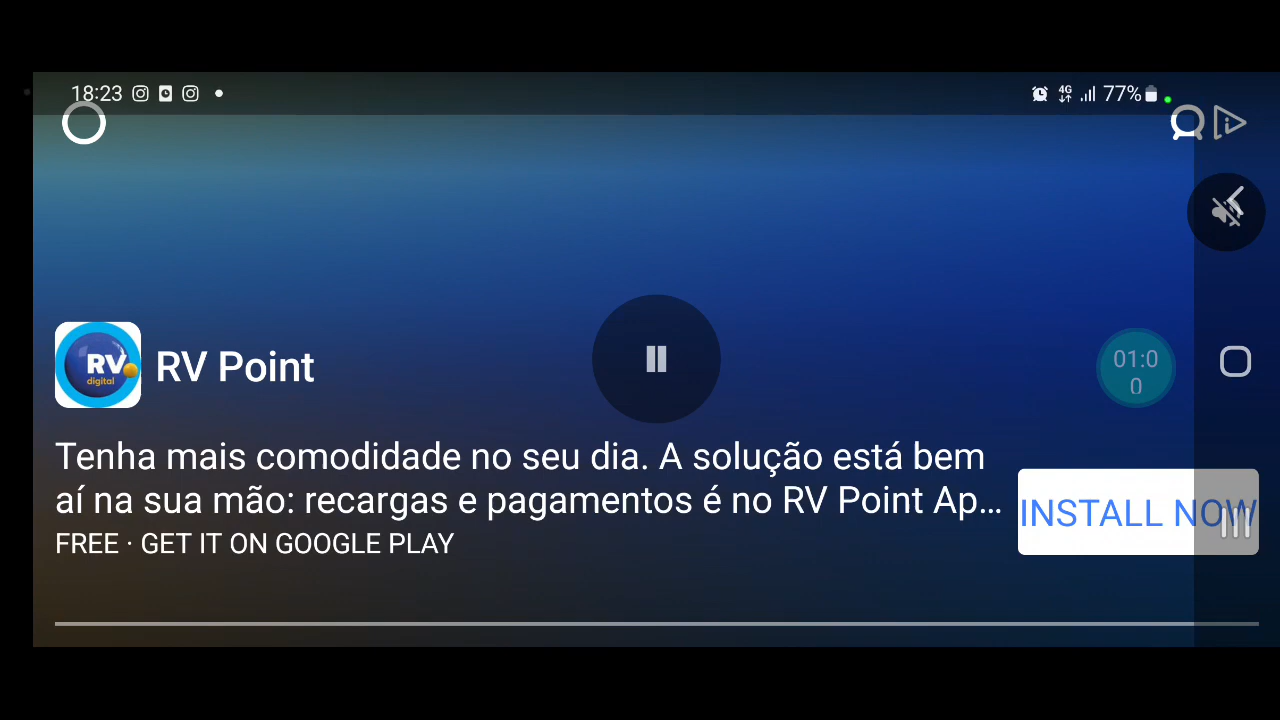 18:23
4G 77%
RV
digital
RV Point
01:0
0
Tenha mais comodidade no seu dia. A solução está bem
aí na sua mão: recargas e pagamentos é no RV Point Ap...
INSTALL NOW
FREE · GET IT ON GOOGLE PLAY